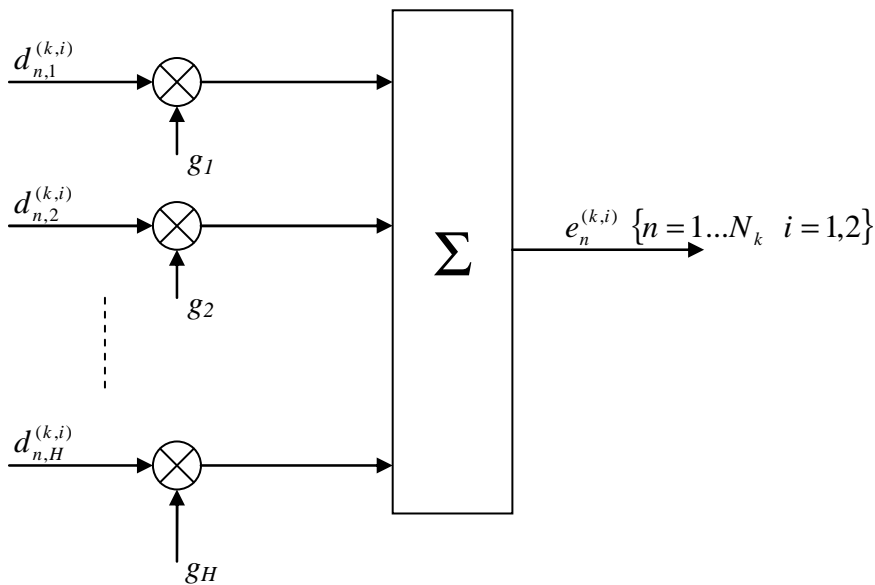 d_{n,1}^{(k,i)}
g_1
d_{n,2}^{(k,i)}
g_2
Σ
e_n^{(k,i)} {n = 1...N_k i = 1,2}
d_{n,H}^{(k,i)}
g_H